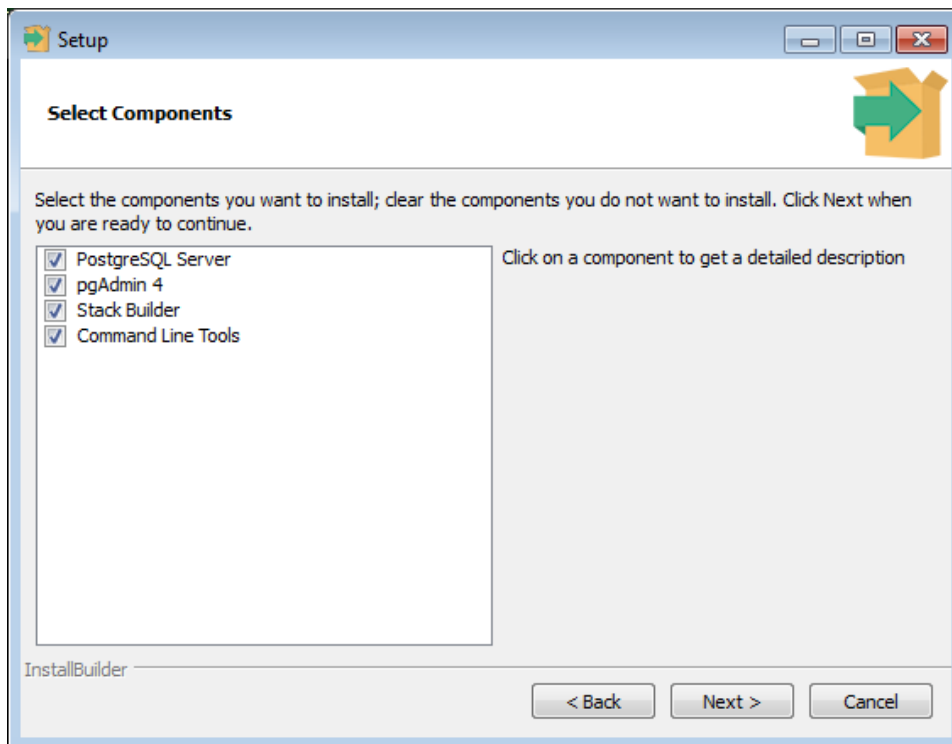 Setup
Select Components
Select the components you want to install; clear the components you do not want to install. Click Next when
you are ready to continue.
PostgreSQL Server
pgAdmin 4
Stack Builder
Command Line Tools
Click on a component to get a detailed description
InstallBuilder
< Back
Next >
Cancel